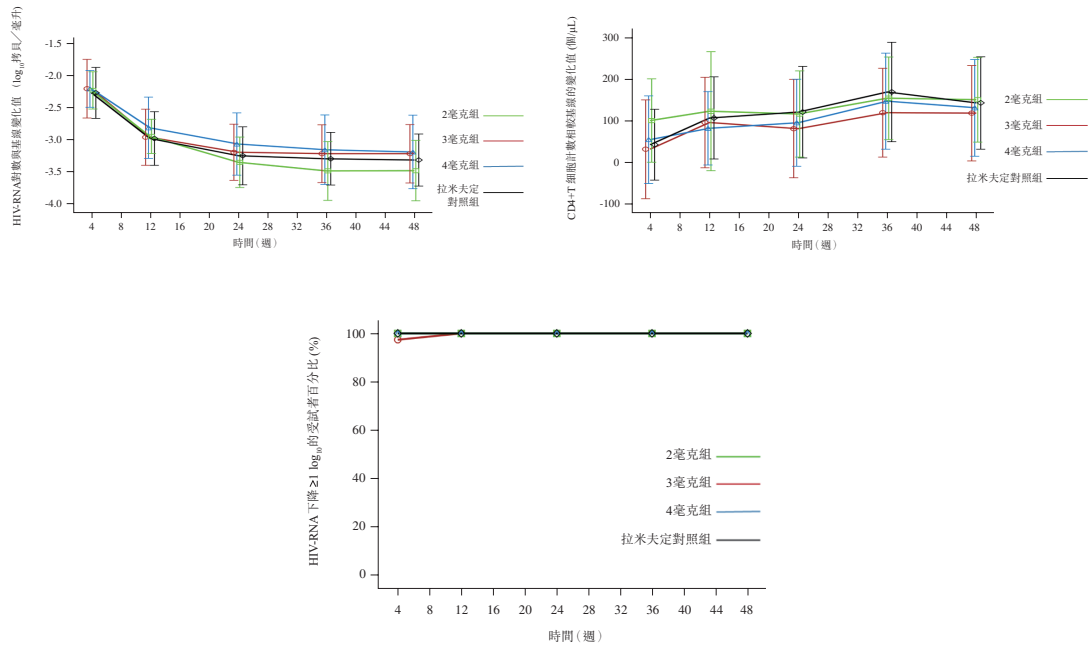 HIV-RNA對數與基線變化值（log₁₀拷貝／毫升）
-1.5
-2.0
-2.5
-3.0
-3.5
-4.0
4 8 12 16 20 24 28 32 36 40 44 48
時間(週)
2毫克組
3毫克組
4毫克組
拉米夫定
對照組
CD4+T 細胞計數相較基線的變化值 (個/μL)
300
200
100
0
-100
4 8 12 16 20 24 28 32 36 40 44 48
時間(週)
2毫克組
3毫克組
4毫克組
拉米夫定對照組
HIV-RNA下降≥1 log₁₀的受試者百分比(%)
100
80
60
40
20
0
4 8 12 16 20 24 28 32 36 40 44 48
時間(週)
2毫克組
3毫克組
4毫克組
拉米夫定對照組